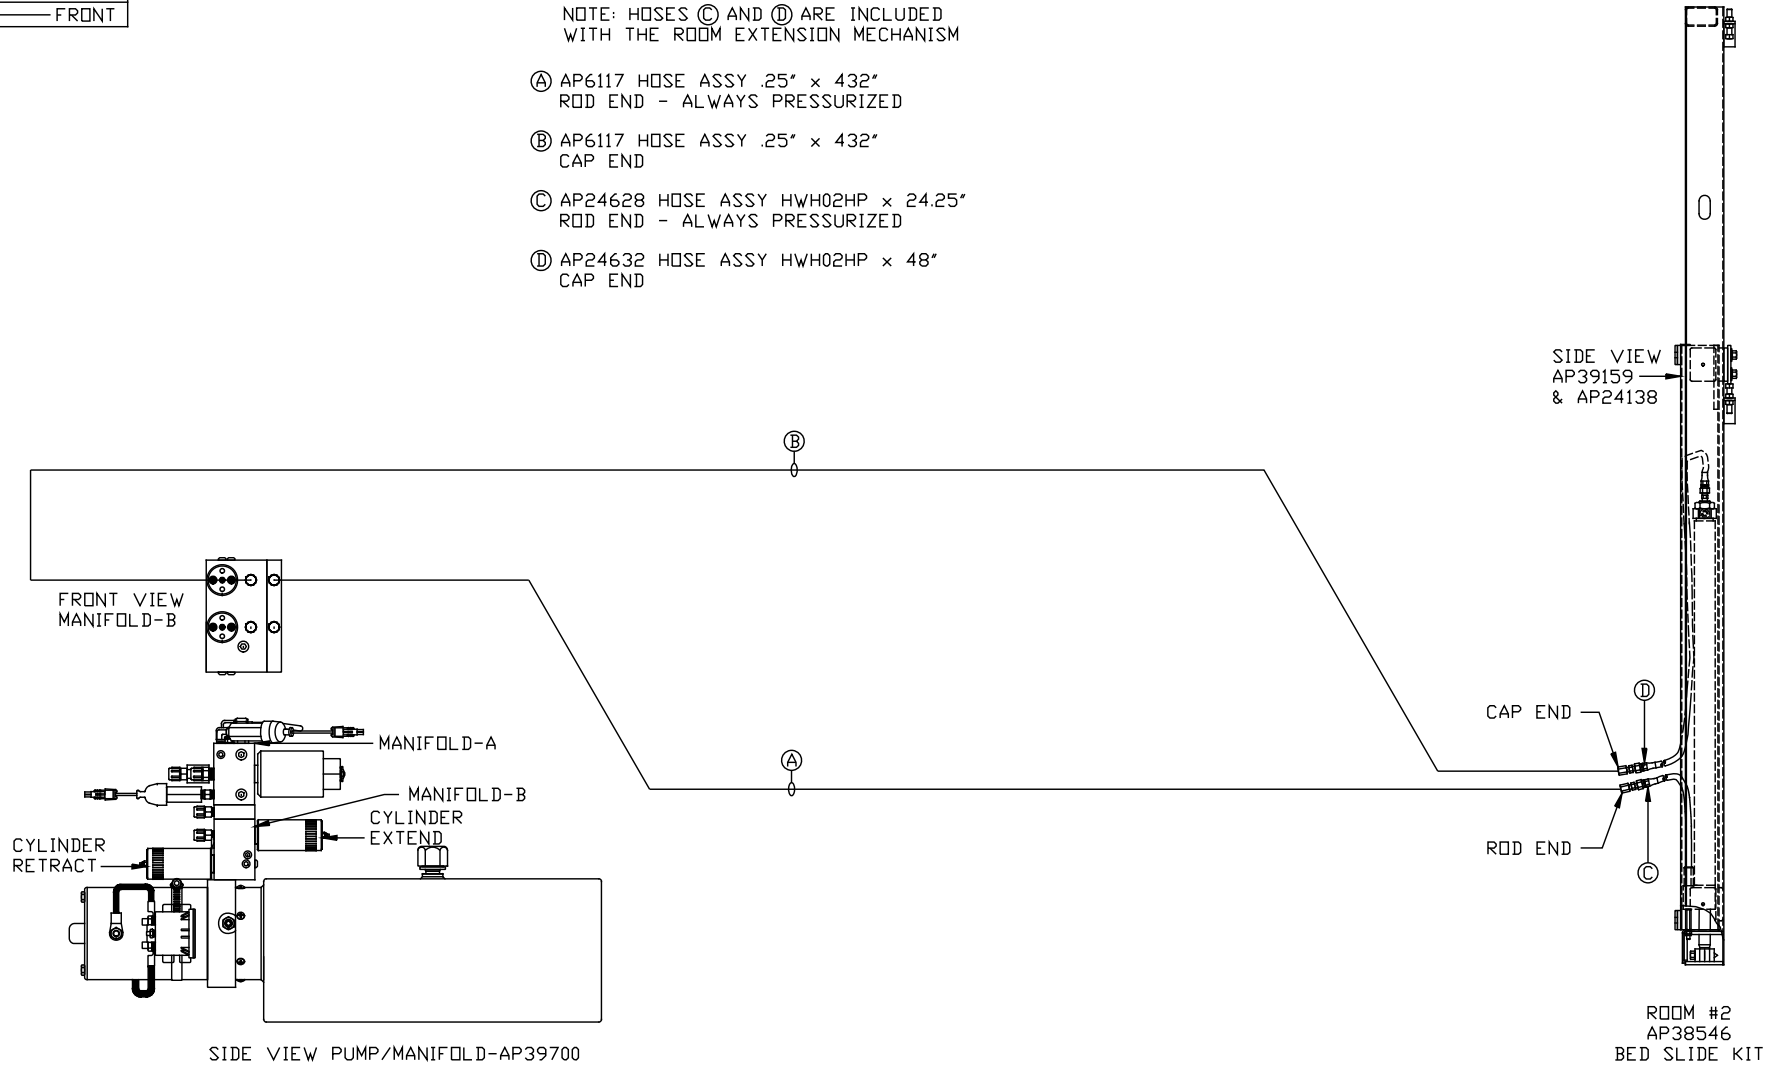 FRONT
NOTE: HOSES Ⓒ AND Ⓓ ARE INCLUDED
WITH THE ROOM EXTENSION MECHANISM
Ⓐ AP6117 HOSE ASSY .25" x 432"
ROD END - ALWAYS PRESSURIZED
Ⓑ AP6117 HOSE ASSY .25" x 432"
CAP END
Ⓒ AP24628 HOSE ASSY HWH02HP x 24.25"
ROD END - ALWAYS PRESSURIZED
Ⓓ AP24632 HOSE ASSY HWH02HP x 48"
CAP END
SIDE VIEW
AP39159
& AP24138
Ⓑ
FRONT VIEW
MANIFOLD-B
Ⓓ
CAP END
MANIFOLD-A
Ⓐ
MANIFOLD-B
CYLINDER
EXTEND
CYLINDER
RETRACT
ROD END
Ⓒ
ROOM #2
AP38546
BED SLIDE KIT
SIDE VIEW PUMP/MANIFOLD-AP39700